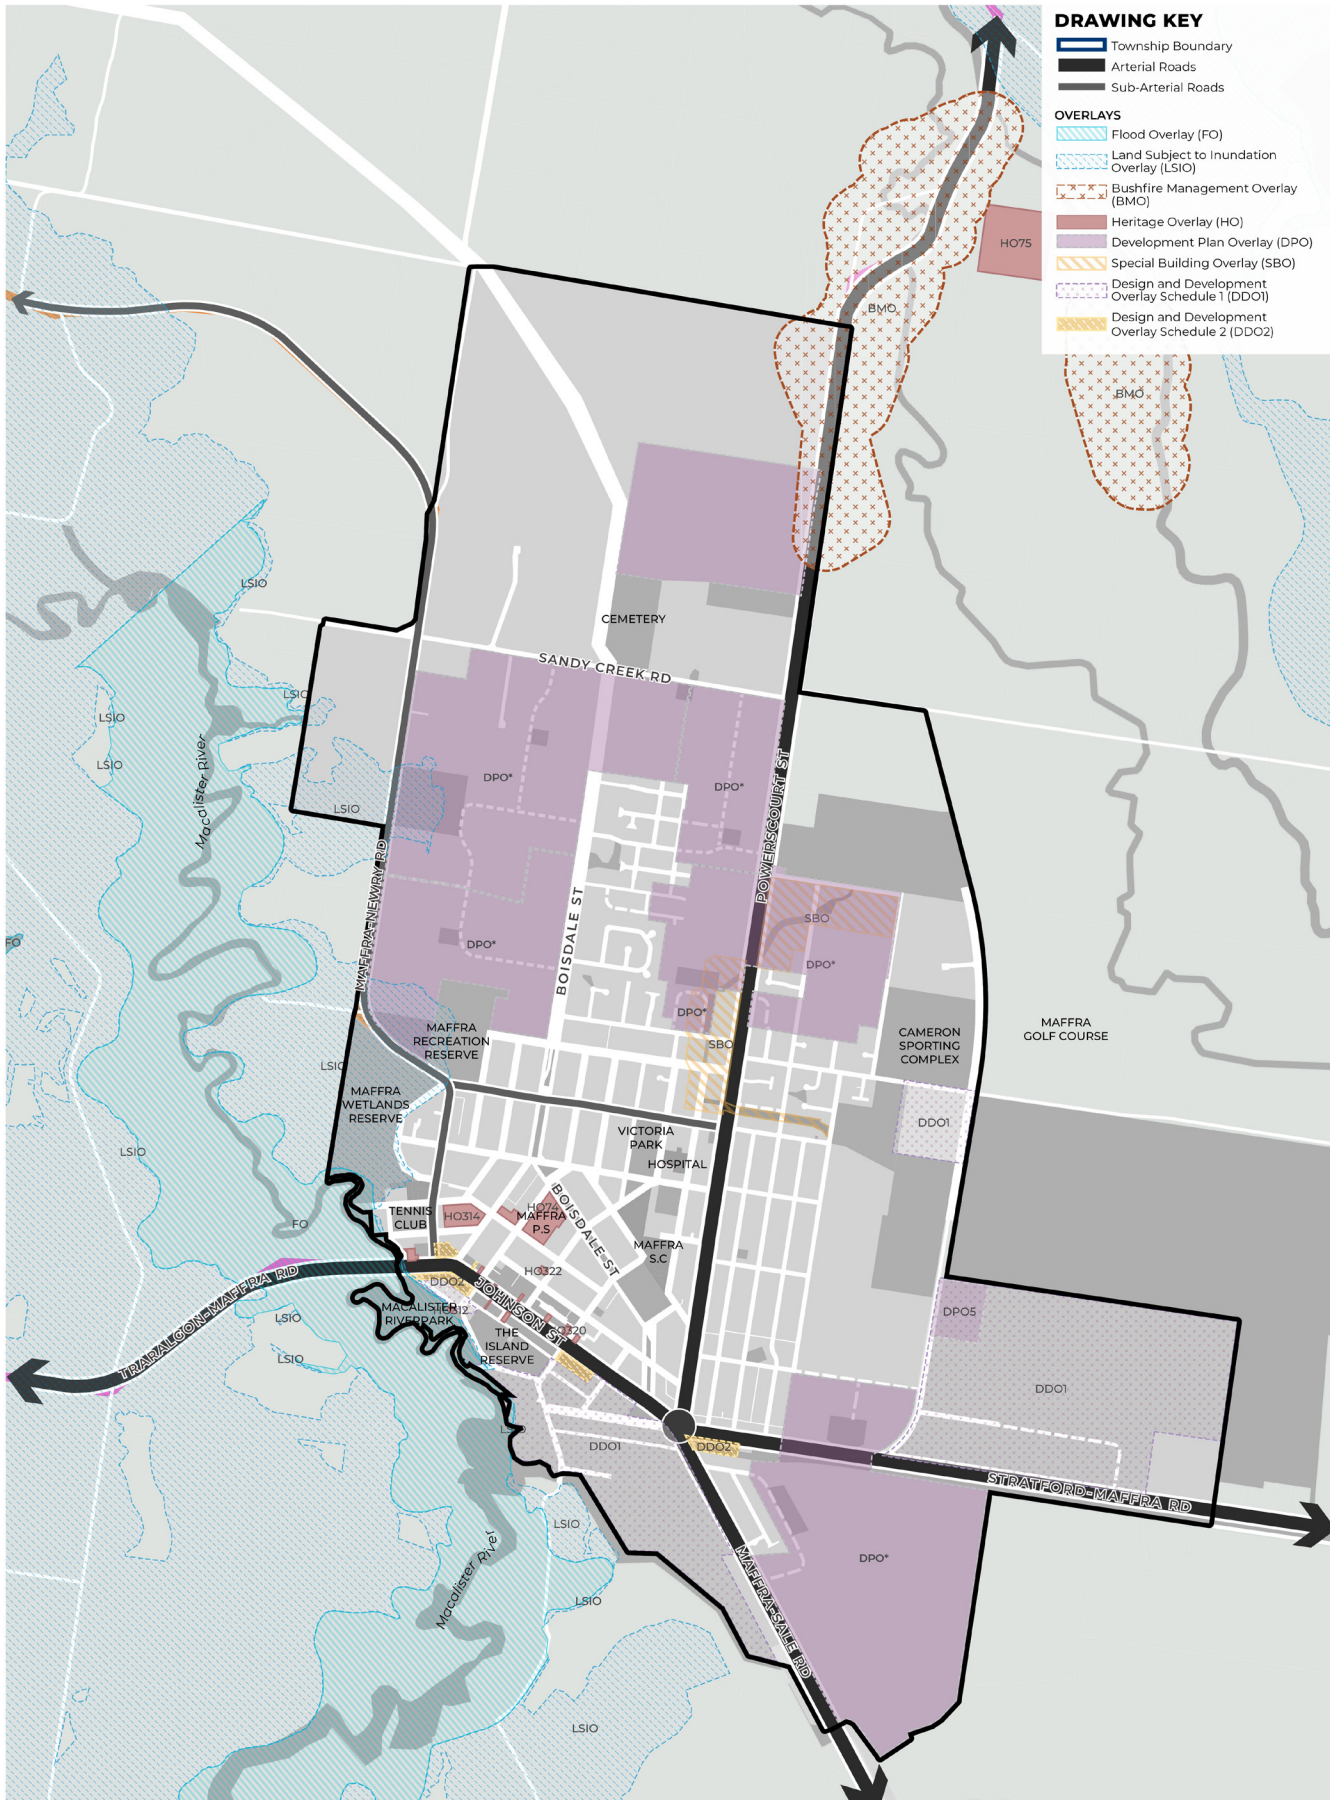 DRAWING KEY
Township Boundary
Arterial Roads
Sub-Arterial Roads
OVERLAYS
Flood Overlay (FO)
Land Subject to Inundation
Overlay (LSIO)
Bushfire Management Overlay
(BMO)
Heritage Overlay (HO)
Development Plan Overlay (DPO)
Special Building Overlay (SBO)
Design and Development
Overlay Schedule 1 (DDO1)
Design and Development
Overlay Schedule 2 (DDO2)
HO75
BMO
BMO
LSIO
CEMETERY
SANDY CREEK RD
LSIO
LSIO
Macalister River
LSIO
DPO*
DPO*
LSIO
POWERSCOURT ST
MAFFRA-NEWRY RD
BOISDALE ST
SBO
FO
DPO*
DPO*
DPO*
MAFFRA
RECREATION
RESERVE
SBO
CAMERON
SPORTING
COMPLEX
MAFFRA
GOLF COURSE
LSIO
MAFFRA
WETLANDS
RESERVE
DDO1
VICTORIA
PARK
LSIO
HOSPITAL
BOISDALE ST
TENNIS
CLUB
HO314
HO74
MAFFRA
P.S
FO
MAFFRA
S.C
TRARALGON-MAFFRA RD
HO322
DDO2
JOHNSON ST
MACALISTER
RIVERPARK
HO312
HO320
DPO5
LSIO
THE
ISLAND
RESERVE
LSIO
DDO1
LSIO
DDO1
DDO2
STRATFORD-MAFFRA RD
LSIO
Macalister River
DPO*
MAFFRA-SALE RD
LSIO
LSIO